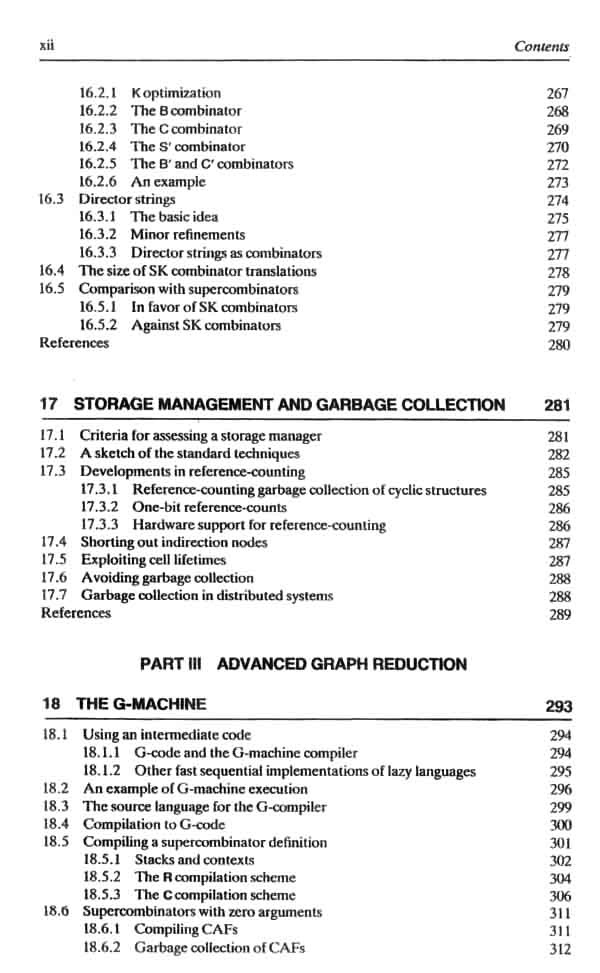 xii Contents
16.2.1 K optimization 267
16.2.2 The B combinator 268
16.2.3 The C combinator 269
16.2.4 The S' combinator 270
16.2.5 The B' and C' combinators 272
16.2.6 An example 273
16.3 Director strings 274
16.3.1 The basic idea 275
16.3.2 Minor refinements 277
16.3.3 Director strings as combinators 277
16.4 The size of SK combinator translations 278
16.5 Comparison with supercombinators 279
16.5.1 In favor of SK combinators 279
16.5.2 Against SK combinators 279
References 280
17 STORAGE MANAGEMENT AND GARBAGE COLLECTION 281
17.1 Criteria for assessing a storage manager 281
17.2 A sketch of the standard techniques 282
17.3 Developments in reference-counting 285
17.3.1 Reference-counting garbage collection of cyclic structures 285
17.3.2 One-bit reference-counts 286
17.3.3 Hardware support for reference-counting 286
17.4 Shorting out indirection nodes 287
17.5 Exploiting cell lifetimes 287
17.6 Avoiding garbage collection 288
17.7 Garbage collection in distributed systems 288
References 289
PART III ADVANCED GRAPH REDUCTION
18 THE G-MACHINE 293
18.1 Using an intermediate code 294
18.1.1 G-code and the G-machine compiler 294
18.1.2 Other fast sequential implementations of lazy languages 295
18.2 An example of G-machine execution 296
18.3 The source language for the G-compiler 299
18.4 Compilation to G-code 300
18.5 Compiling a supercombinator definition 301
18.5.1 Stacks and contexts 302
18.5.2 The R compilation scheme 304
18.5.3 The C compilation scheme 306
18.6 Supercombinators with zero arguments 311
18.6.1 Compiling CAFs 311
18.6.2 Garbage collection of CAFs 312